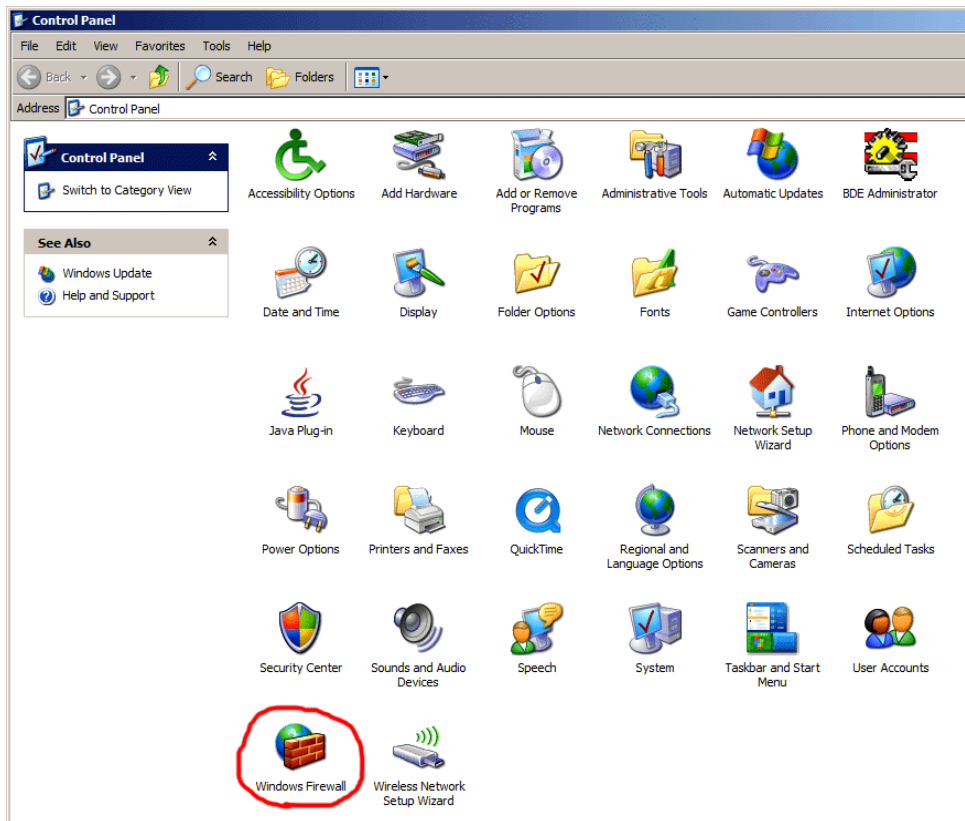 Control Panel
File Edit View Favorites Tools Help
Back Search Folders
Address Control Panel
Control Panel
Switch to Category View
See Also
Windows Update
Help and Support
Accessibility Options
Add Hardware
Add or Remove
Programs
Administrative Tools
Automatic Updates
BDE Administrator
Date and Time
Display
Folder Options
Fonts
Game Controllers
Internet Options
Java Plug-in
Keyboard
Mouse
Network Connections
Network Setup
Wizard
Phone and Modem
Options
Power Options
Printers and Faxes
QuickTime
Regional and
Language Options
Scanners and
Cameras
Scheduled Tasks
Security Center
Sounds and Audio
Devices
Speech
System
Taskbar and Start
Menu
User Accounts
Windows Firewall
Wireless Network
Setup Wizard